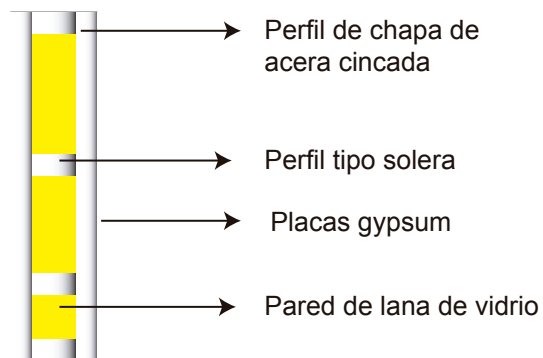 Perfil de chapa de
acera cincada
Perfil tipo solera
Placas gypsum
Pared de lana de vidrio